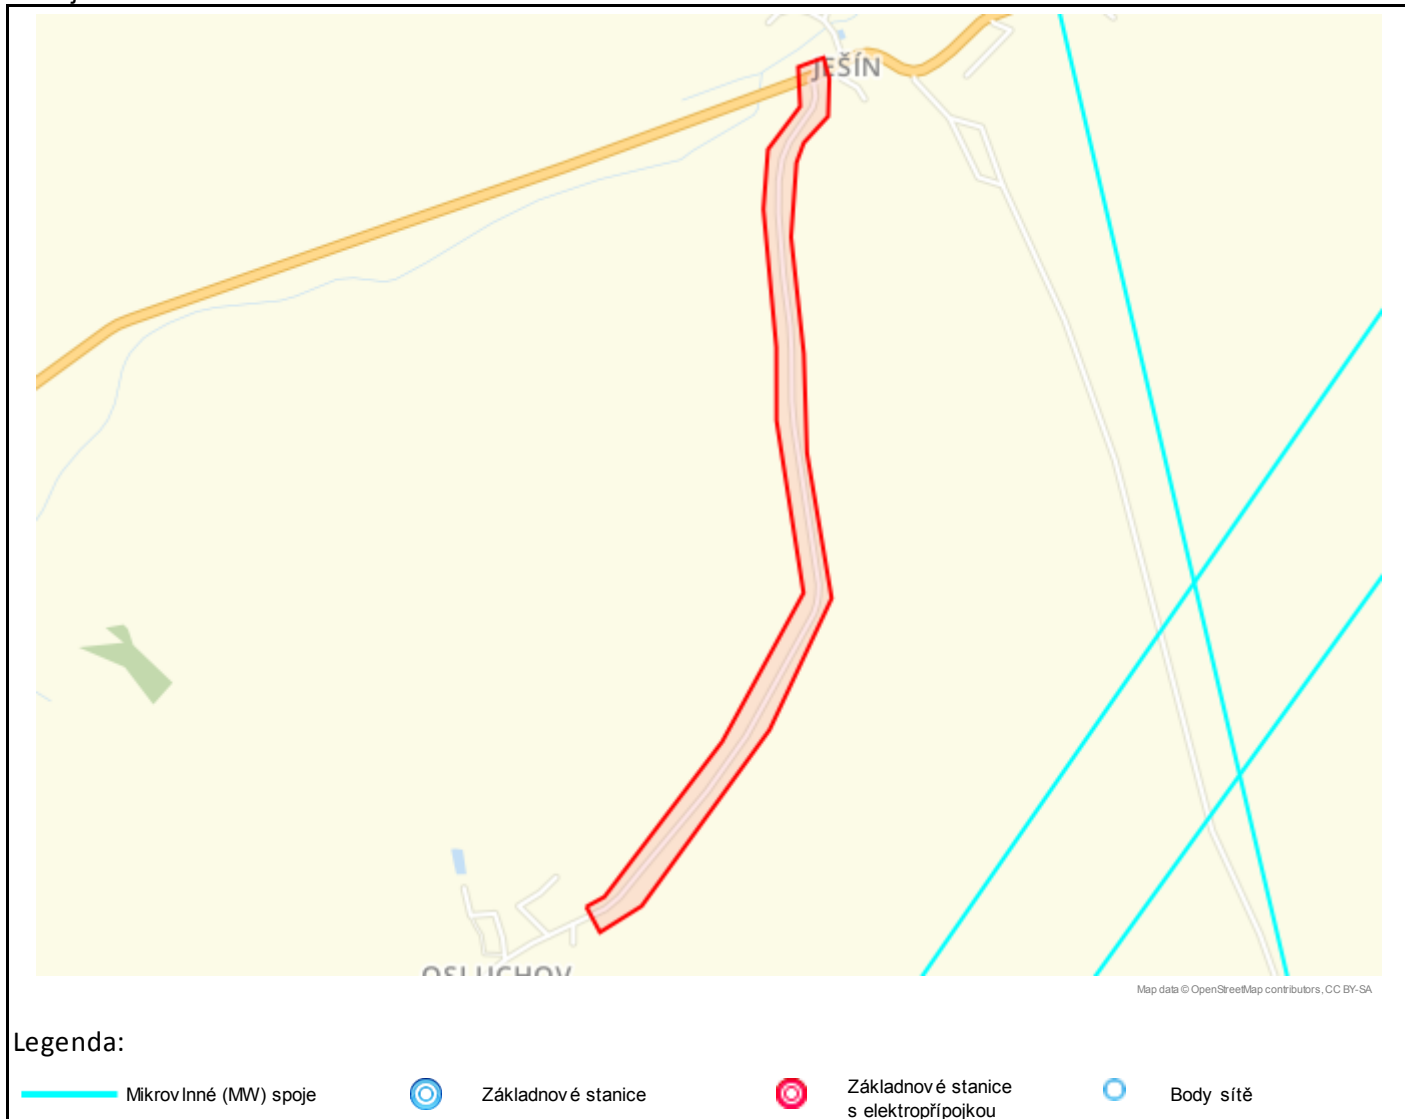 JEŠÍN
OSLUCHOV
Map data © OpenStreetMap contributors, CC BY-SA
Legenda:
Mikrovlnné (MW) spoje
Základnové stanice
Základnové stanice
s elektropřípojkou
Body sítě